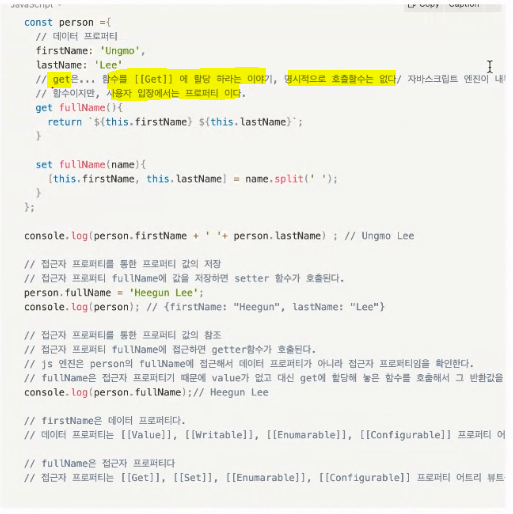 const person ={
// 데이터 프로퍼티
firstName: 'Ungmo',
lastName: 'Lee'
// get은... 함수를 [[Get]] 에 할당 하라는 이야기, 명시적으로 호출할수는 없다/ 자바스크립트 엔진이
// 함수이지만, 사용자 입장에서는 프로퍼티 이다.
get fullName(){
return `${this.firstName} ${this.lastName}`;
}
set fullName(name){
[this.firstName, this.lastName] = name.split(' ');
}
};
console.log(person.firstName + ' '+ person.lastName) ; // Ungmo Lee
// 접근자 프로퍼티를 통한 프로퍼티 값의 저장
// 접근자 프로퍼티 fullName에 값을 저장하면 setter 함수가 호출된다.
person.fullName = 'Heegun Lee';
console.log(person); // {firstName: "Heegun", lastName: "Lee"}
// 접근자 프로퍼티를 통한 프로퍼티 값의 참조
// 접근자 프로퍼티 fullName에 접근하면 getter함수가 호출된다.
// js 엔진은 person의 fullName에 접근해서 데이터 프로퍼티가 아니라 접근자 프로퍼티임을 확인한다.
// fullName은 접근자 프로퍼티기 때문에 value가 없고 대신 get에 할당해 놓은 함수를 호출해서 그 반환값을
console.log(person.fullName);// Heegun Lee
// firstName은 데이터 프로퍼티다.
// 데이터 프로퍼티는 [[Value]], [[Writable]], [[Enumarable]], [[Configurable]] 프로퍼티 어
// fullName은 접근자 프로퍼티다
// 접근자 프로퍼티는 [[Get]], [[Set]], [[Enumarable]], [[Configurable]] 프로퍼티 어트리 뷰트